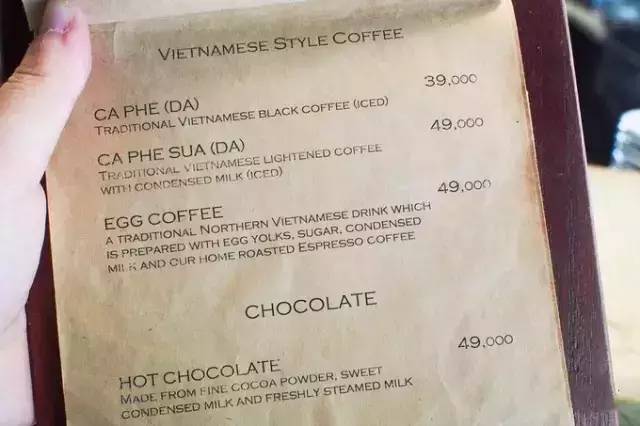 VIETNAMESE STYLE COFFEE
CA PHE (DA) 39,000
TRADITIONAL VIETNAMESE BLACK COFFEE (ICED)
CA PHE SUA (DA) 49,000
TRADITIONAL VIETNAMESE LIGHTENED COFFEE
WITH CONDENSED MILK (ICED)
EGG COFFEE 49,000
A TRADITIONAL NORTHERN VIETNAMESE DRINK WHICH
IS PREPARED WITH EGG YOLKS, SUGAR, CONDENSED
MILK AND OUR HOME ROASTED ESPRESSO COFFEE
CHOCOLATE
HOT CHOCOLATE 49,000
MADE FROM FINE COCOA POWDER, SWEET
CONDENSED MILK AND FRESHLY STEAMED MILK